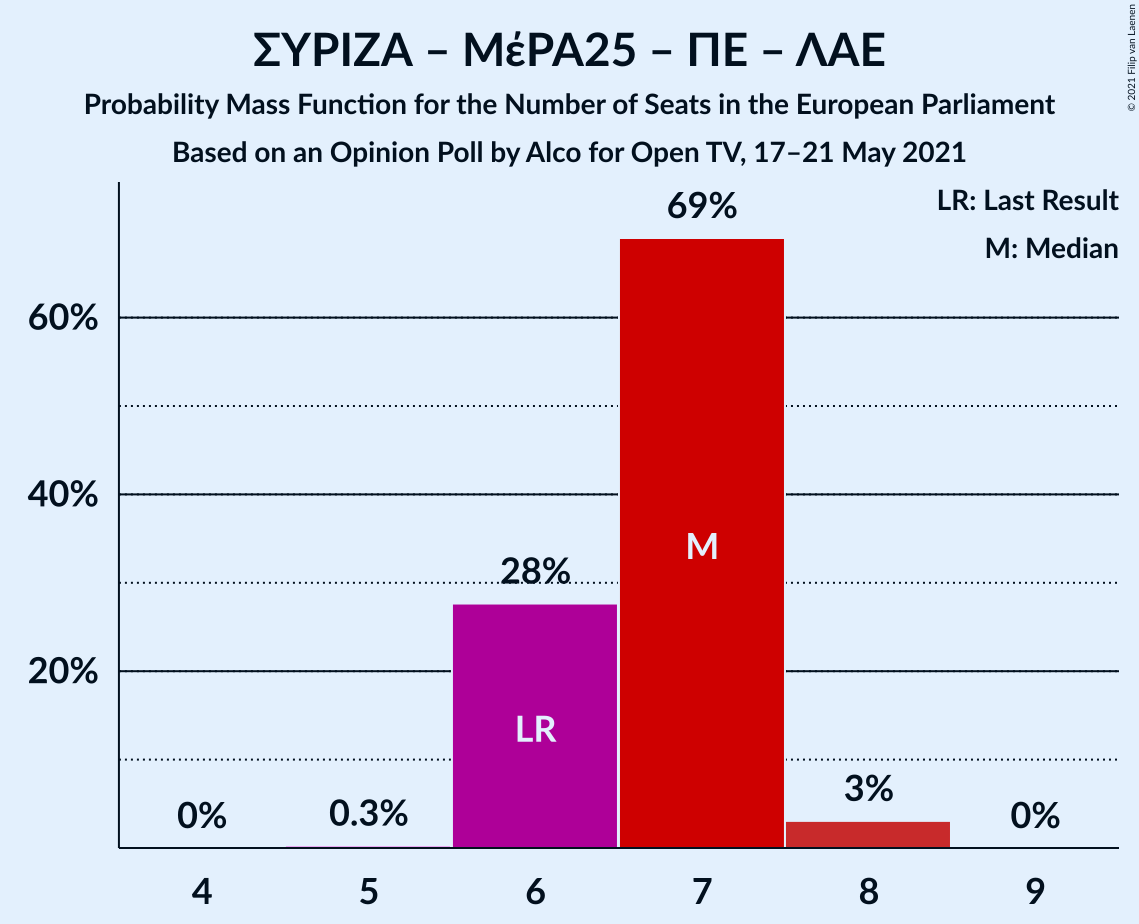 ΣΥΡΙΖΑ – ΜέΡΑ25 – ΠΕ – ΛΑΕ
Probability Mass Function for the Number of Seats in the European Parliament
Based on an Opinion Poll by Alco for Open TV, 17–21 May 2021
© 2021 Filip van Laenen
LR: Last Result
M: Median
69%
60%
40%
M
28%
20%
LR
3%
0%
0.3%
0%
4 5 6 7 8 9